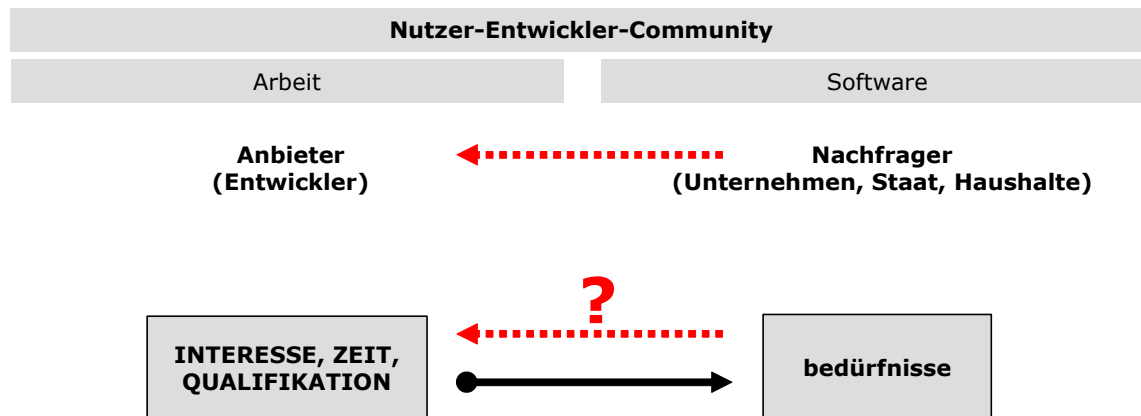 Nutzer-Entwickler-Community
Arbeit
Software
Anbieter
(Entwickler)
Nachfrager
(Unternehmen, Staat, Haushalte)
?
INTERESSE, ZEIT,
QUALIFIKATION
bedürfnisse